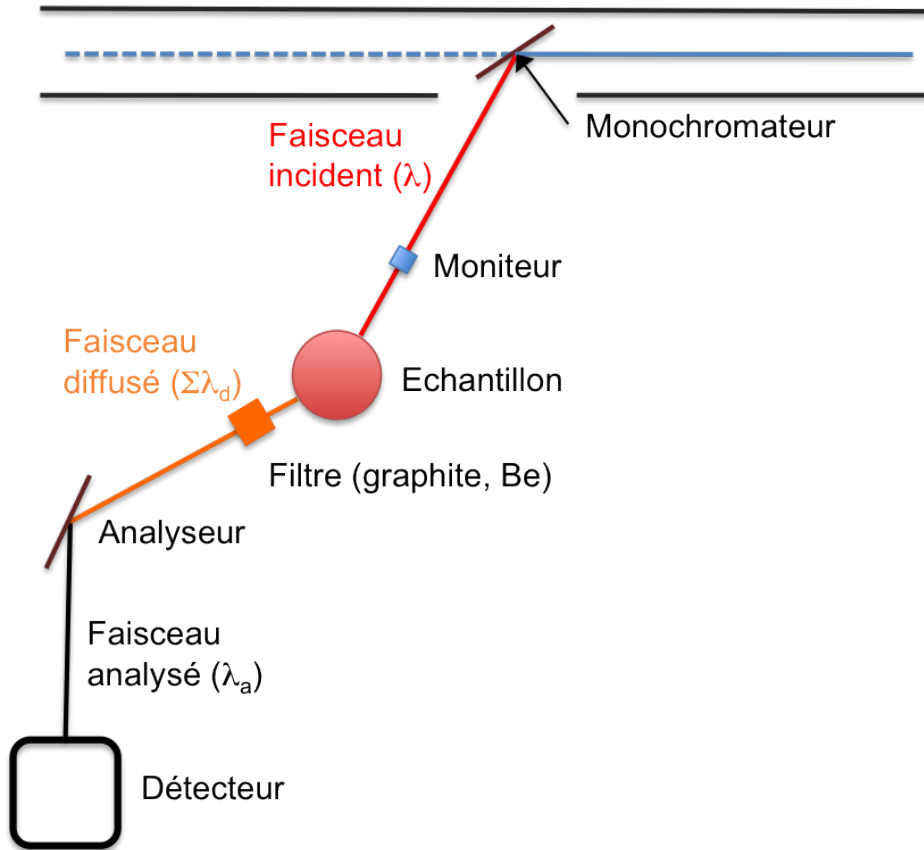 Monochromateur
Faisceau
incident (λ)
Moniteur
Faisceau
diffusé (Σλd)
Echantillon
Filtre (graphite, Be)
Analyseur
Faisceau
analysé (λa)
Détecteur